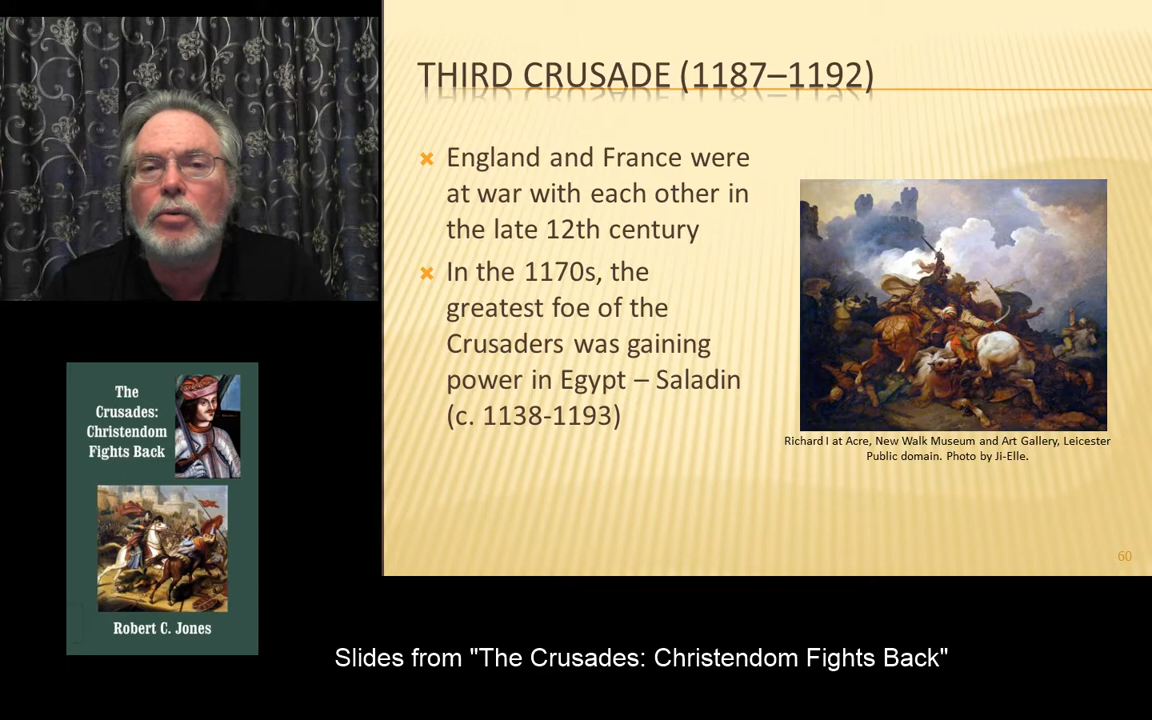 THIRD CRUSADE (1187–1192)
England and France were
at war with each other in
the late 12th century
In the 1170s, the
greatest foe of the
Crusaders was gaining
power in Egypt – Saladin
(c. 1138-1193)
Richard I at Acre, New Walk Museum and Art Gallery, Leicester
Public domain. Photo by Ji-Elle.
60
The
Crusades:
Christendom
Fights Back
Robert C. Jones
Slides from "The Crusades: Christendom Fights Back"